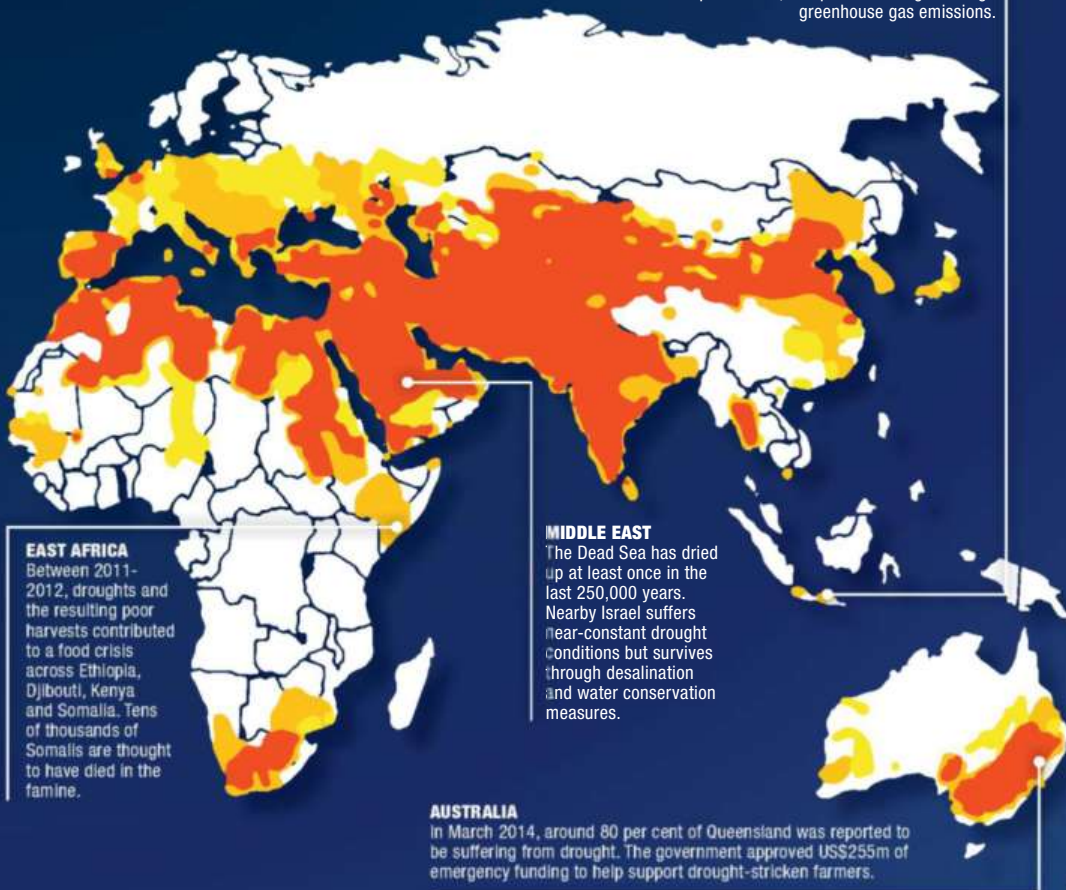 greenhouse gas emissions.
EAST AFRICA
Between 2011-
2012, droughts and
the resulting poor
harvests contributed
to a food crisis
across Ethiopia,
Djibouti, Kenya
and Somalia. Tens
of thousands of
Somalis are thought
to have died in the
famine.
MIDDLE EAST
The Dead Sea has dried
up at least once in the
last 250,000 years.
Nearby Israel suffers
near-constant drought
conditions but survives
through desalination
and water conservation
measures.
AUSTRALIA
In March 2014, around 80 per cent of Queensland was reported to
be suffering from drought. The government approved US$255m of
emergency funding to help support drought-stricken farmers.